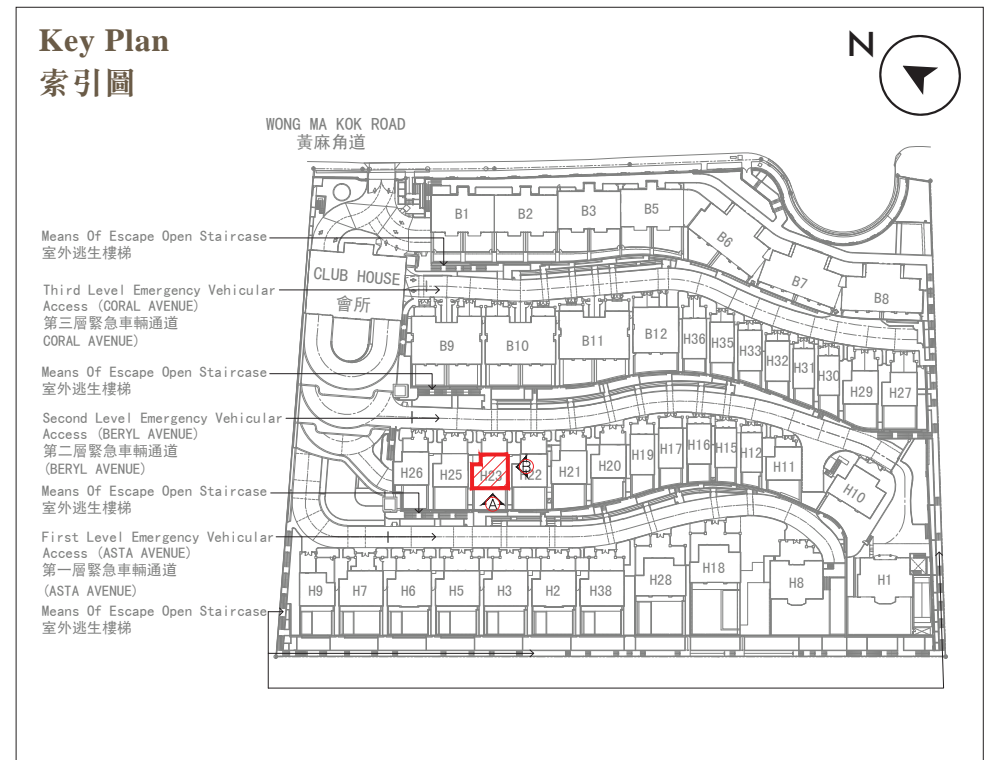 Key Plan
索引圖
N
WONG MA KOK ROAD
黃麻角道
Means Of Escape Open Staircase
室外逃生樓梯
CLUB HOUSE
會所
Third Level Emergency Vehicular
Access (CORAL AVENUE)
第三層緊急車輛通道
CORAL AVENUE)
Means Of Escape Open Staircase
室外逃生樓梯
Second Level Emergency Vehicular
Access (BERYL AVENUE)
第二層緊急車輛通道
(BERYL AVENUE)
Means Of Escape Open Staircase
室外逃生樓梯
First Level Emergency Vehicular
Access (ASTA AVENUE)
第一層緊急車輛通道
(ASTA AVENUE)
Means Of Escape Open Staircase
室外逃生樓梯
B1 B2 B3 B5 B6 B7 B8
B9 B10 B11 B12 H36 H35 H33 H32 H31 H30 H29 H27
H26 H25 H23 H22 H21 H20 H19 H17 H16 H15 H12 H11 H10
A B
H9 H7 H6 H5 H3 H2 H38 H28 H18 H8 H1